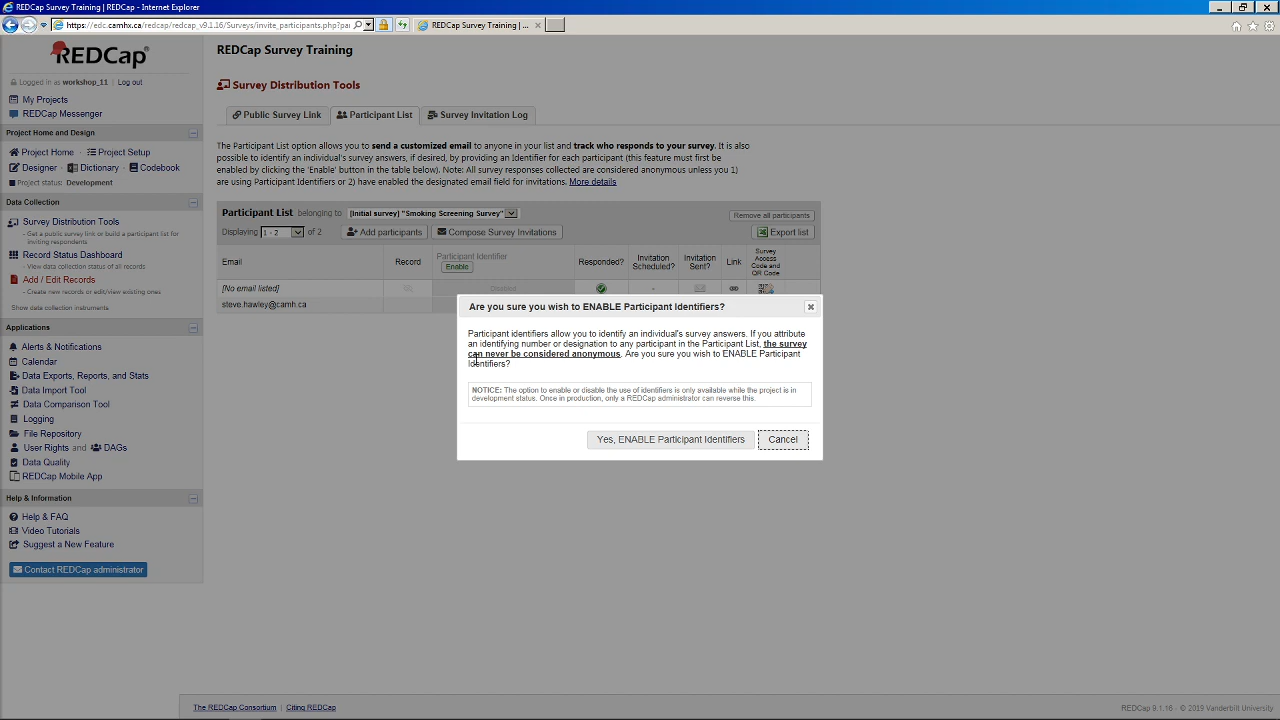 REDCap Survey Training | REDCap - Internet Explorer
https://edc.camhx.ca/redcap/redcap_v9.1.16/Surveys/invite_participants.php?pa
REDCap Survey Training | ...
REDCap®
Logged in as workshop_11 | Log out
My Projects
REDCap Messenger
Project Home and Design
Project Home Project Setup
Designer Dictionary Codebook
Project status: Development
Data Collection
Survey Distribution Tools
- Get a public survey link or build a participant list for
inviting respondents
Record Status Dashboard
- View data collection status of all records
Add / Edit Records
- Create new records or edit/view existing ones
Show data collection instruments
Applications
Alerts & Notifications
Calendar
Data Exports, Reports, and Stats
Data Import Tool
Data Comparison Tool
Logging
File Repository
User Rights and DAGs
Data Quality
REDCap Mobile App
Help & Information
Help & FAQ
Video Tutorials
Suggest a New Feature
Contact REDCap administrator
REDCap Survey Training
Survey Distribution Tools
Public Survey Link Participant List Survey Invitation Log
The Participant List option allows you to send a customized email to anyone in your list and track who responds to your survey. It is also
possible to identify an individual's survey answers, if desired, by providing an Identifier for each participant (this feature must first be
enabled by clicking the 'Enable' button in the table below). Note: All survey responses collected are considered anonymous unless you 1)
are using Participant Identifiers or 2) have enabled the designated email field for invitations. More details
Participant List belonging to [Initial survey] "Smoking Screening Survey" Remove all participants
Displaying 1 - 2 of 2 Add participants Compose Survey Invitations Export list
Email Record Participant Identifier Enable Responded? Invitation Scheduled? Invitation Sent? Link Survey Access Code and QR Code
[No email listed] Disabled -
steve.hawley@camh.ca
Are you sure you wish to ENABLE Participant Identifiers?
Participant identifiers allow you to identify an individual's survey answers. If you attribute
an identifying number or designation to any participant in the Participant List, the survey
can never be considered anonymous. Are you sure you wish to ENABLE Participant
Identifiers?
NOTICE: The option to enable or disable the use of identifiers is only available while the project is in
development status. Once in production, only a REDCap administrator can reverse this.
Yes, ENABLE Participant Identifiers Cancel
The REDCap Consortium | Citing REDCap
REDCap 9.1.16 - © 2019 Vanderbilt University